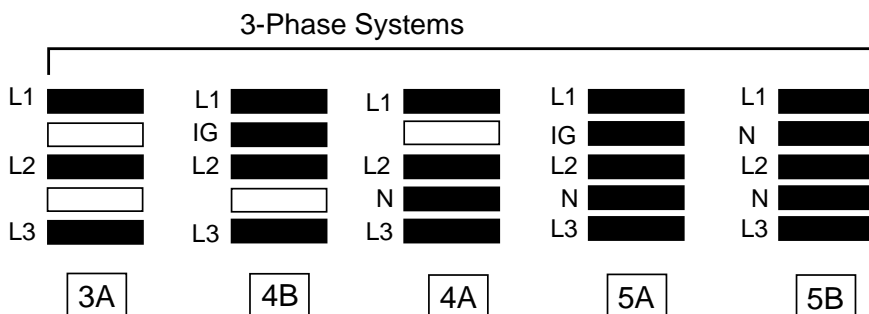 3-Phase Systems
L1 L1 L1 L1 L1
IG IG N
L2 L2 L2 L2 L2
N N N
L3 L3 L3 L3 L3
3A 4B 4A 5A 5B